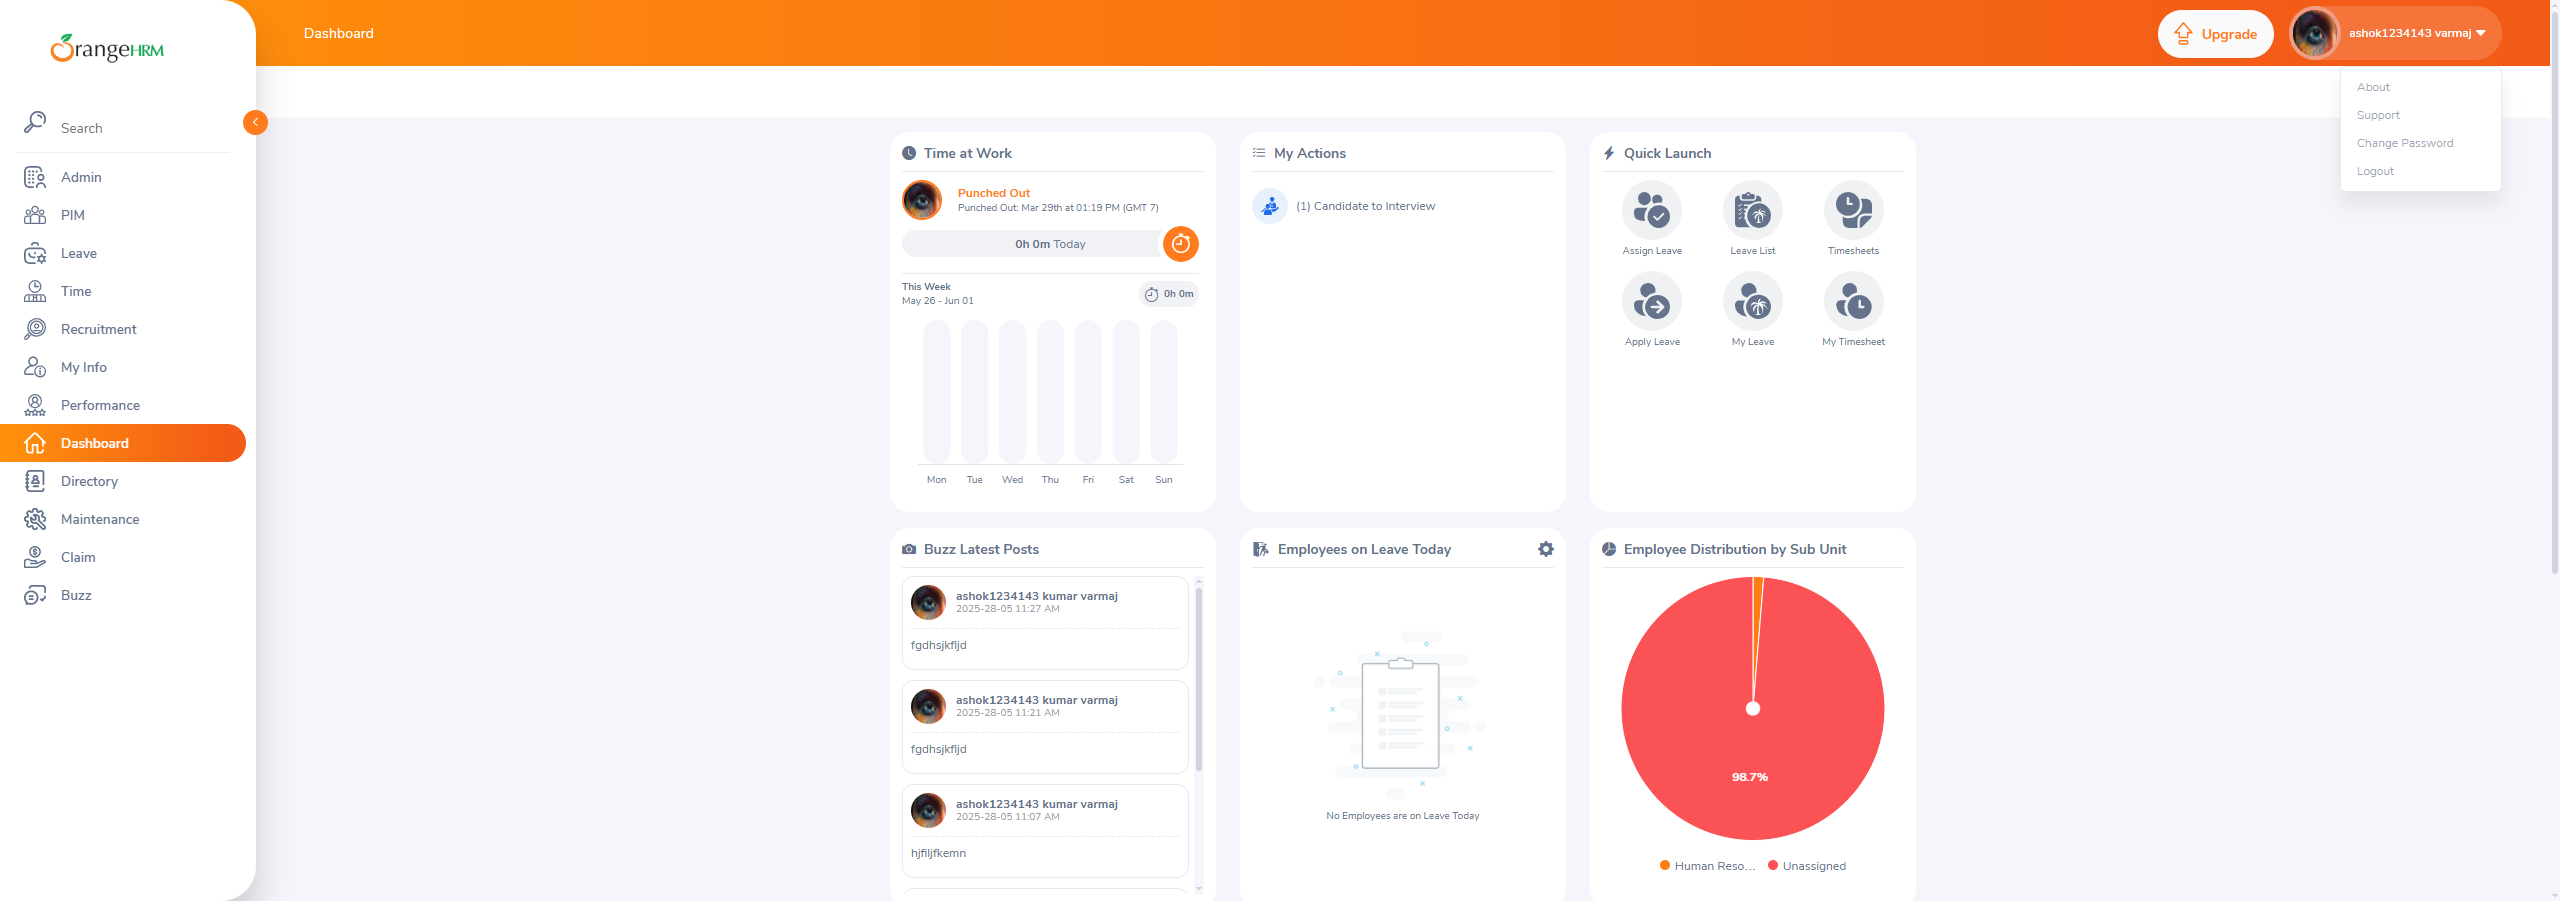 OrangeHRM
Search
Admin
PIM
Leave
Time
Recruitment
My Info
Performance
Dashboard
Directory
Maintenance
Claim
Buzz
Dashboard
Upgrade
ashok1234143 varmaj
About
Support
Change Password
Logout
Time at Work
Punched Out
Punched Out: Mar 29th at 01:19 PM (GMT 7)
0h 0m Today
This Week
May 26 - Jun 01
0h 0m
Mon Tue Wed Thu Fri Sat Sun
My Actions
(1) Candidate to Interview
Quick Launch
Assign Leave Leave List Timesheets
Apply Leave My Leave My Timesheet
Buzz Latest Posts
ashok1234143 kumar varmaj
2025-28-05 11:27 AM
fgdhsjkfljd
ashok1234143 kumar varmaj
2025-28-05 11:21 AM
fgdhsjkfljd
ashok1234143 kumar varmaj
2025-28-05 11:07 AM
hjfiljfkemn
Employees on Leave Today
No Employees are on Leave Today
Employee Distribution by Sub Unit
98.7%
Human Reso... Unassigned